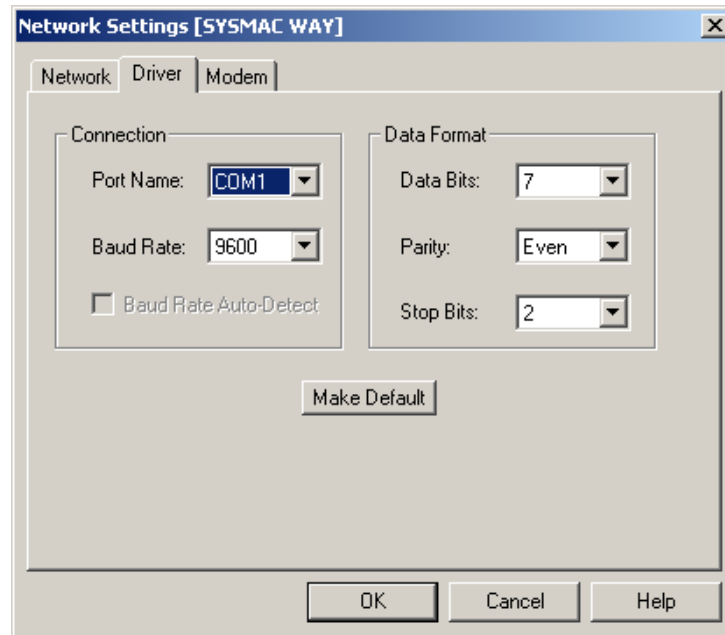 Network Settings [SYSMAC WAY]
Network Driver Modem
Connection
Port Name: COM1
Baud Rate: 9600
Baud Rate Auto-Detect
Data Format
Data Bits: 7
Parity: Even
Stop Bits: 2
Make Default
OK Cancel Help